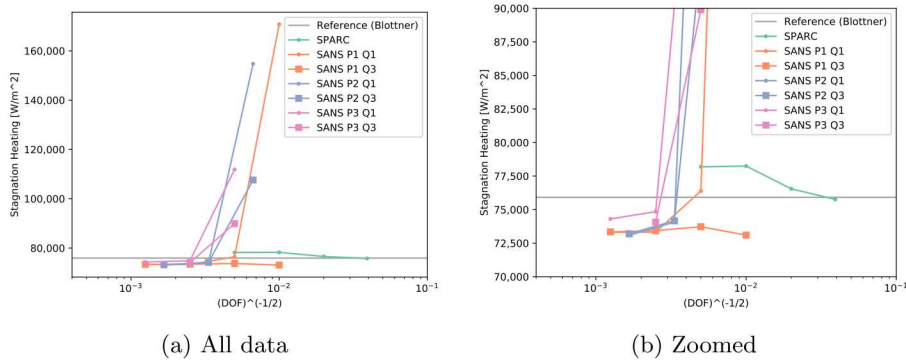 Stagnation Heating [W/m^2]
160,000
140,000
120,000
100,000
80,000
Reference (Blottner)
SPARC
SANS P1 Q1
SANS P1 Q3
SANS P2 Q1
SANS P2 Q3
SANS P3 Q1
SANS P3 Q3
10^−3
10^−2
10^−1
(DOF)^(-1/2)
(a) All data
Stagnation Heating [W/m^2]
90,000
87,500
85,000
82,500
80,000
77,500
75,000
72,500
70,000
Reference (Blottner)
SPARC
SANS P1 Q1
SANS P1 Q3
SANS P2 Q1
SANS P2 Q3
SANS P3 Q1
SANS P3 Q3
10^−3
10^−2
10^−1
(DOF)^(-1/2)
(b) Zoomed